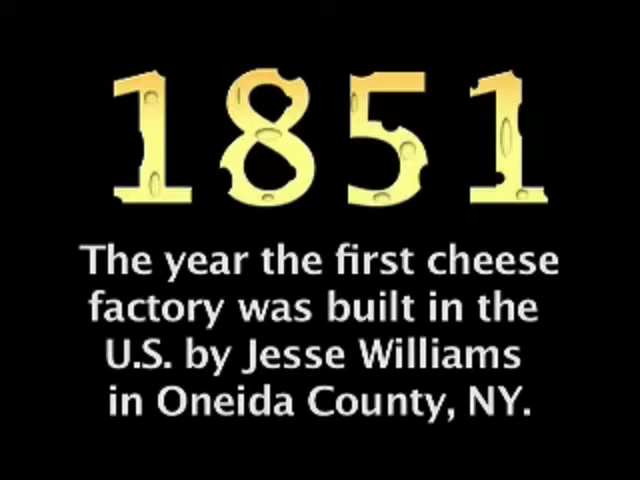 1851
The year the first cheese
factory was built in the
U.S. by Jesse Williams
in Oneida County, NY.